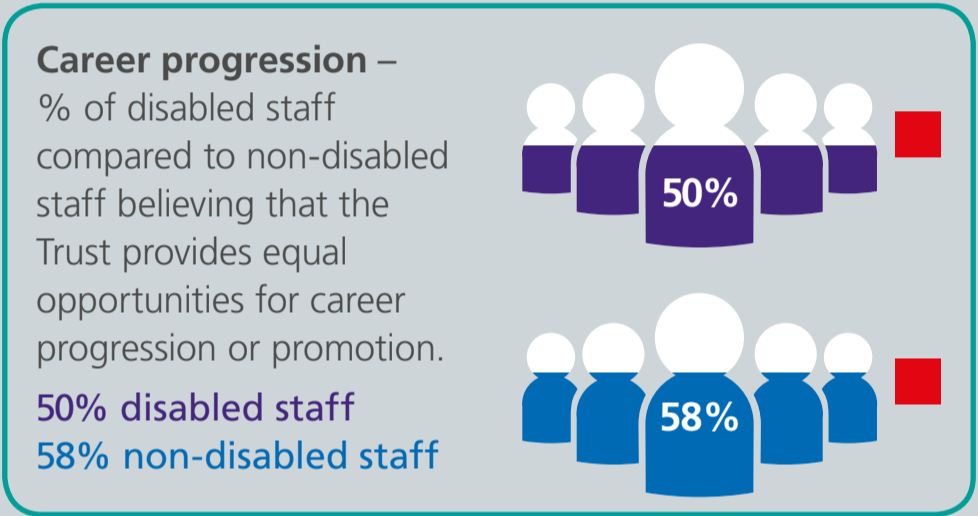 Career progression –
% of disabled staff
compared to non-disabled
staff believing that the
Trust provides equal
opportunities for career
progression or promotion.
50% disabled staff
58% non-disabled staff
50%
58%